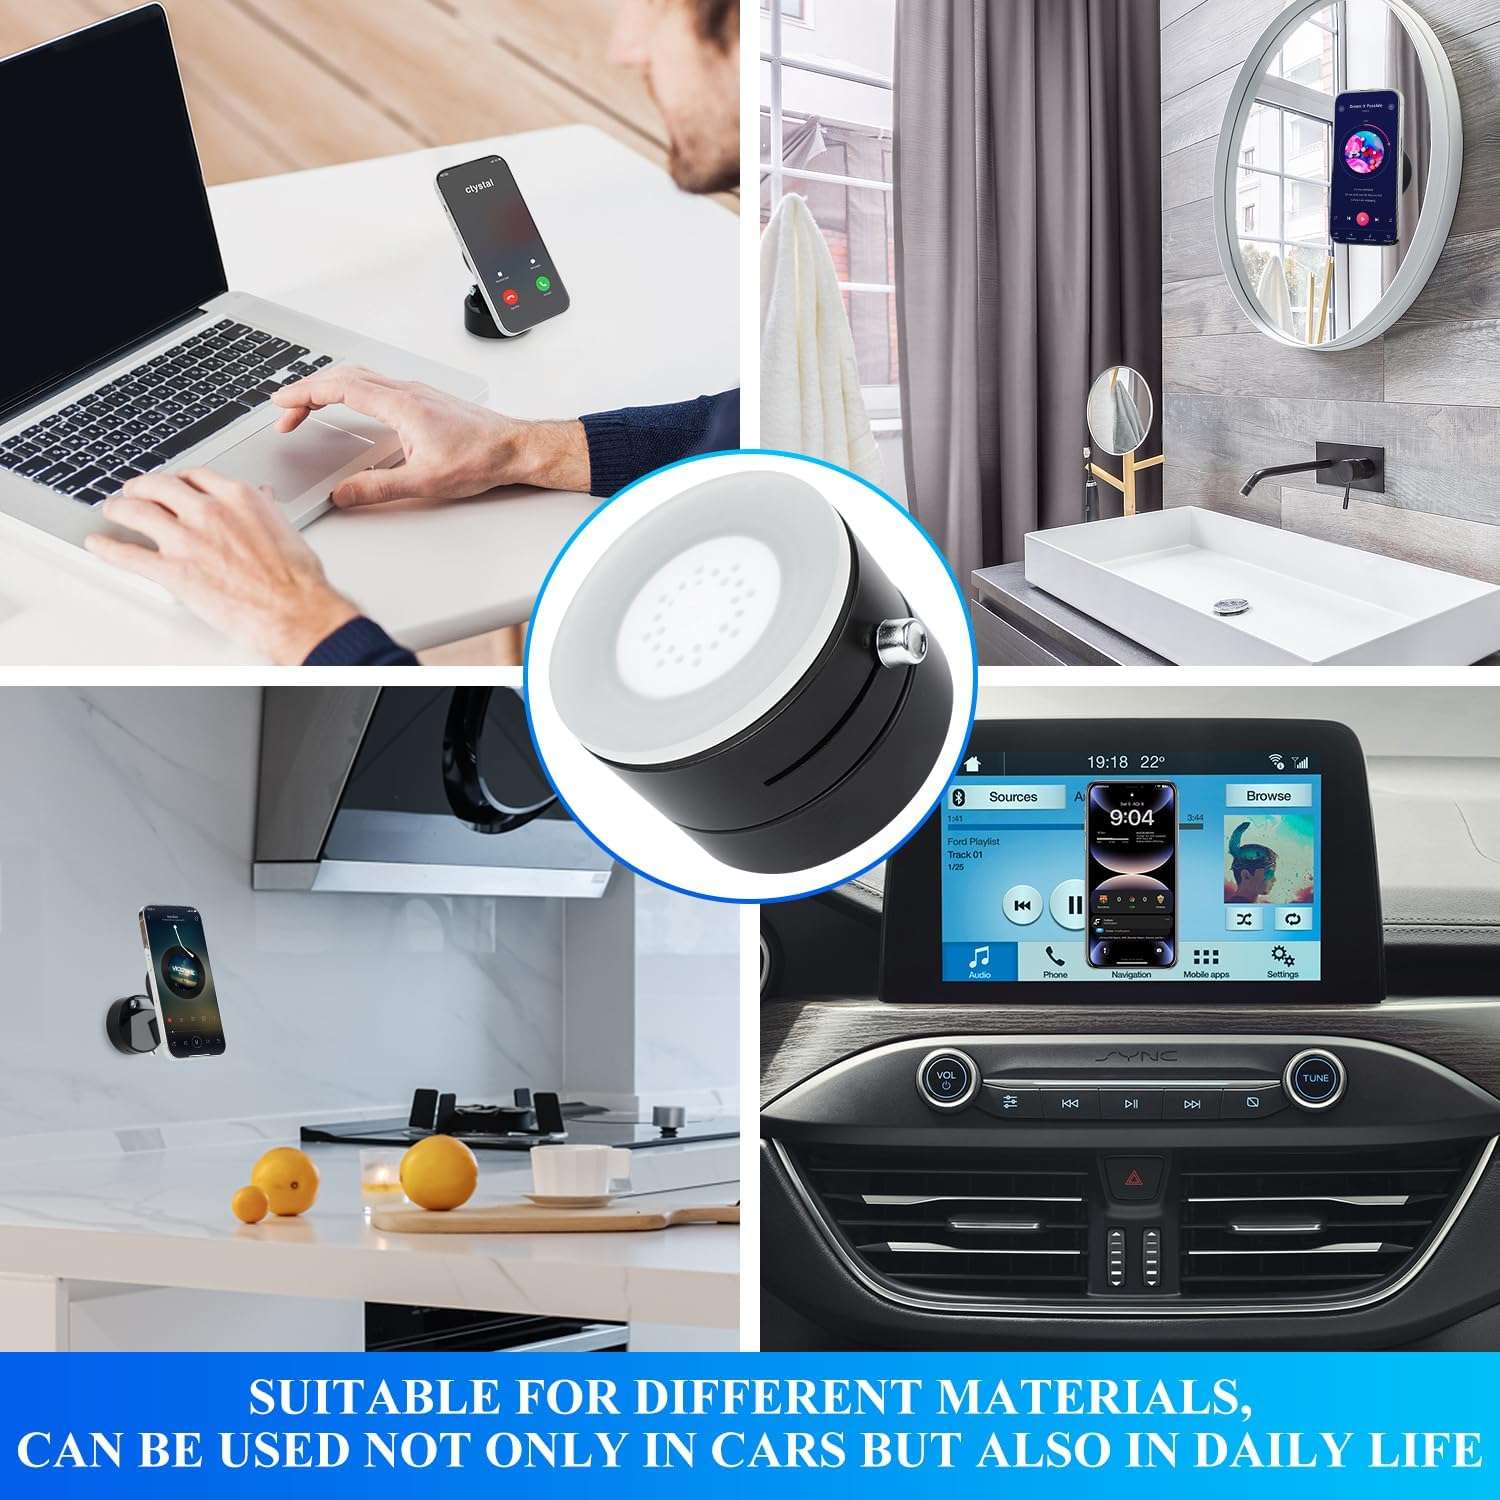 ctystal
19:18 22°
Sources
Browse
1:41
3:44
Ford Playlist
Track 01
1/25
9:04
Audio
Phone
Navigation
Mobile apps
Settings
SYNC
VOL
TUNE
SUITABLE FOR DIFFERENT MATERIALS,
CAN BE USED NOT ONLY IN CARS BUT ALSO IN DAILY LIFE